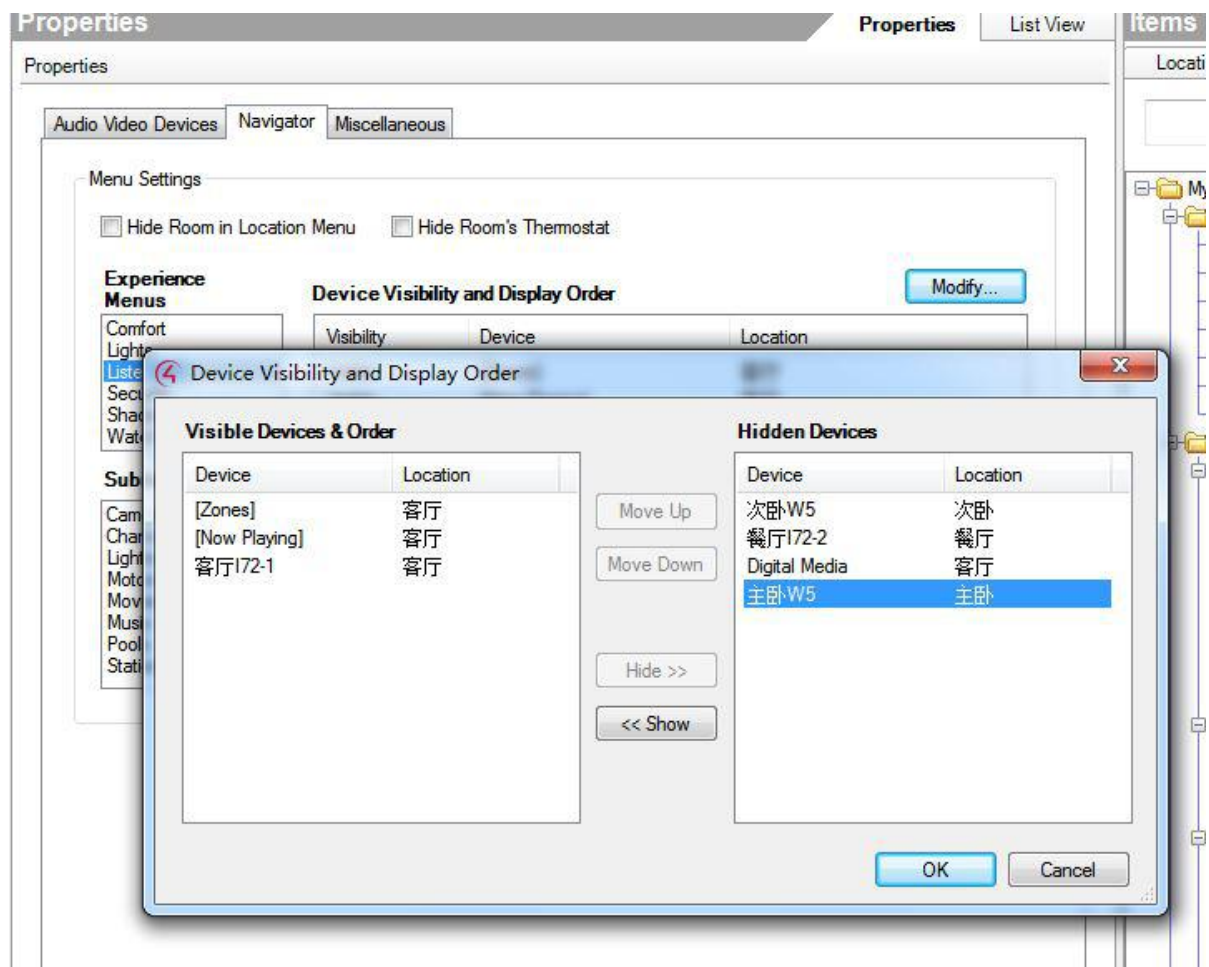 Properties
Properties
List View
Items
Properties
Audio Video Devices
Navigator
Miscellaneous
Menu Settings
Hide Room in Location Menu
Hide Room's Thermostat
Experience Menus
Device Visibility and Display Order
Modify...
Comfort
Visibility
Device
Location
Lights
My
Device Visibility and Display Order
Visible Devices & Order
Hidden Devices
Device
Location
Device
Location
[Zones]
客厅
[Now Playing]
客厅
客厅I72-1
客厅
Move Up
Move Down
Hide >>
<< Show
次卧W5
次卧
餐厅I72-2
餐厅
Digital Media
客厅
主卧W5
主卧
OK
Cancel